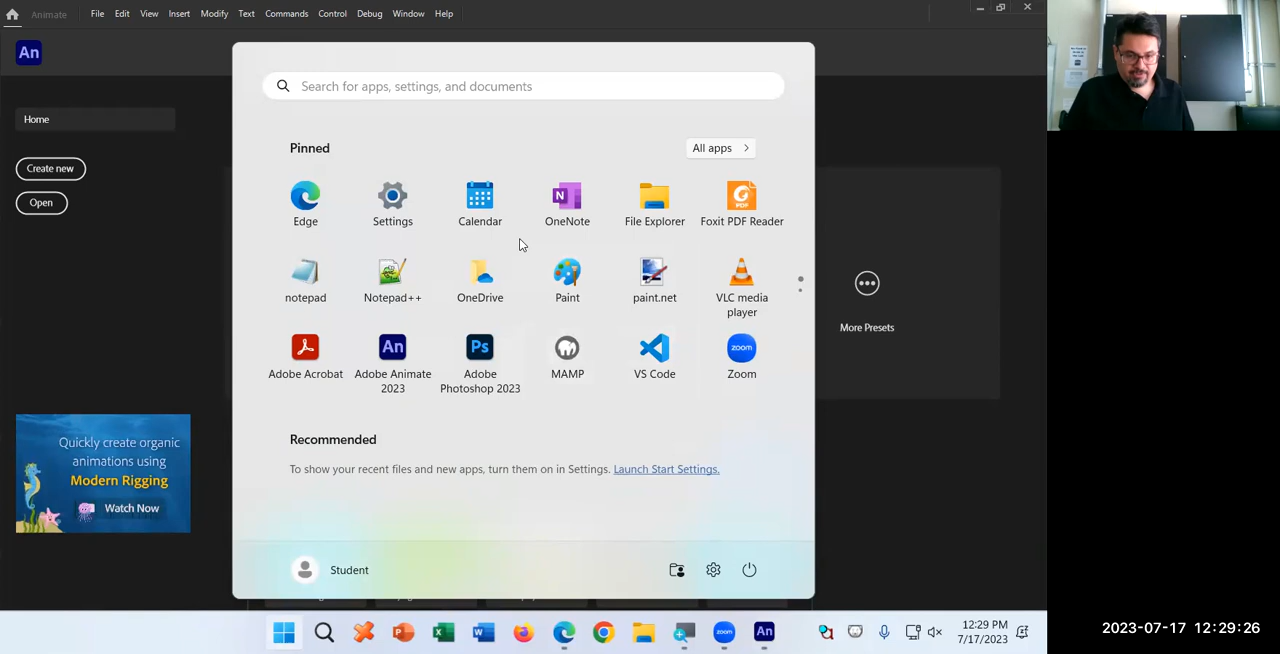 Animate
File Edit View Insert Modify Text Commands Control Debug Window Help
An
Home
Create new
Open
Quickly create organic
animations using
Modern Rigging
Watch Now
Search for apps, settings, and documents
Pinned
All apps
Edge Settings Calendar OneNote File Explorer Foxit PDF Reader
notepad Notepad++ OneDrive Paint paint.net VLC media
player
Adobe Acrobat Adobe Animate Adobe MAMP VS Code Zoom
2023 Photoshop 2023
Recommended
To show your recent files and new apps, turn them on in Settings. Launch Start Settings.
Student
More Presets
12:29 PM
7/17/2023
2023-07-17 12:29:26